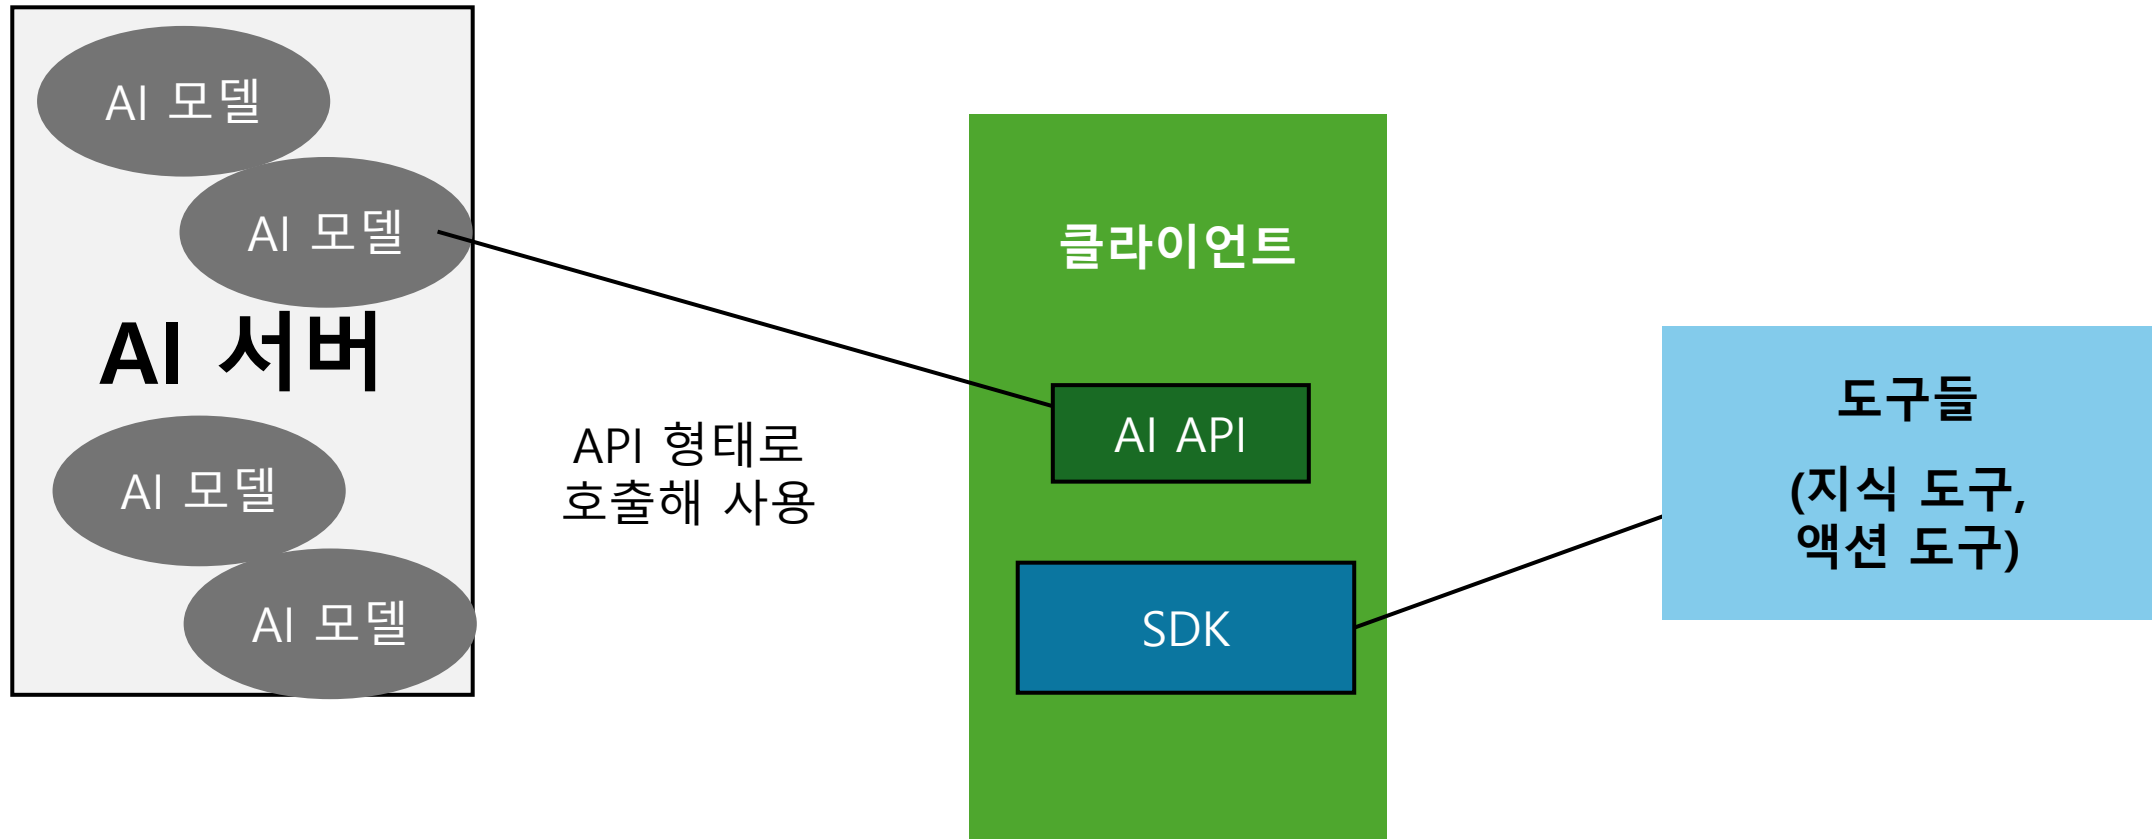 AI 모델
AI 모델
AI 서버
AI 모델
AI 모델
API 형태로
호출해 사용
클라이언트
AI API
SDK
도구들
(지식 도구,
액션 도구)